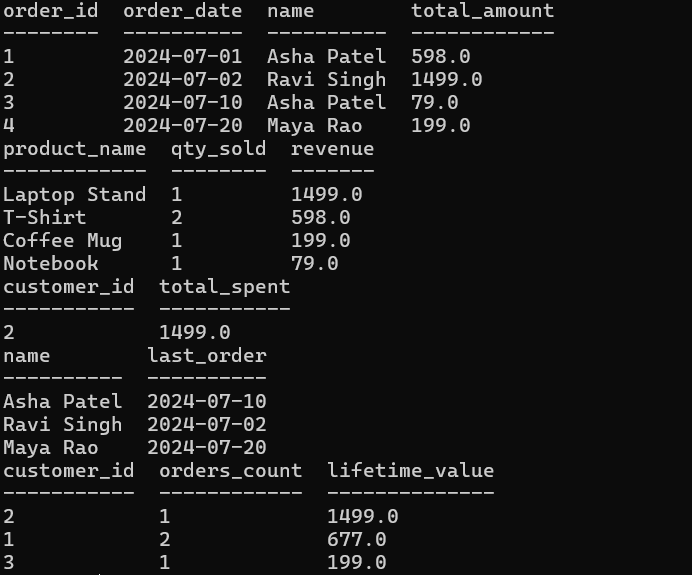 order_id  order_date  name        total_amount
--------  ----------  ----------  ------------
1         2024-07-01  Asha Patel  598.0
2         2024-07-02  Ravi Singh  1499.0
3         2024-07-10  Asha Patel  79.0
4         2024-07-20  Maya Rao    199.0
product_name  qty_sold  revenue
------------  --------  -------
Laptop Stand  1         1499.0
T-Shirt       2         598.0
Coffee Mug    1         199.0
Notebook      1         79.0
customer_id  total_spent
-----------  -----------
2            1499.0
name        last_order
----------  ----------
Asha Patel  2024-07-10
Ravi Singh  2024-07-02
Maya Rao    2024-07-20
customer_id  orders_count  lifetime_value
-----------  ------------  --------------
2            1             1499.0
1            2             677.0
3            1             199.0